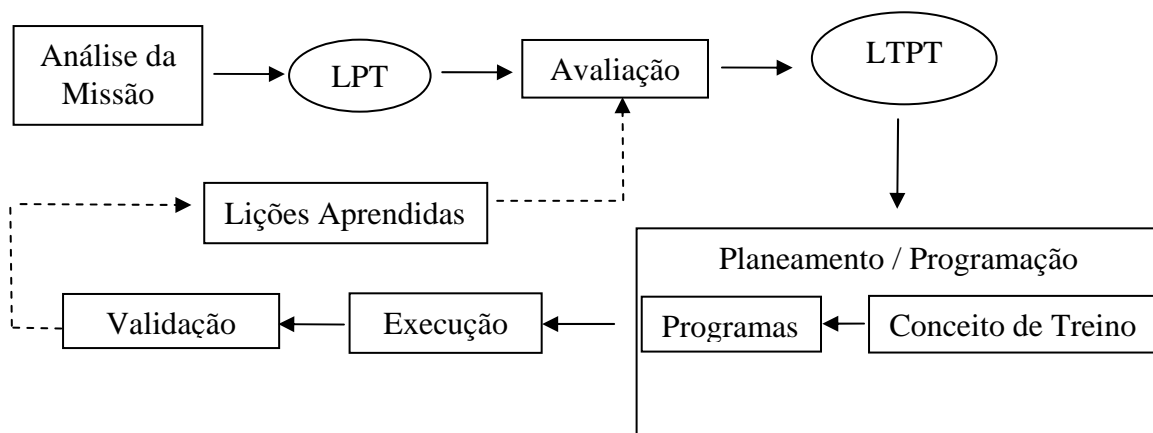 Análise da
Missão
LPT
Avaliação
LTPT
Lições Aprendidas
Planeamento / Programação
Validação
Execução
Programas
Conceito de Treino